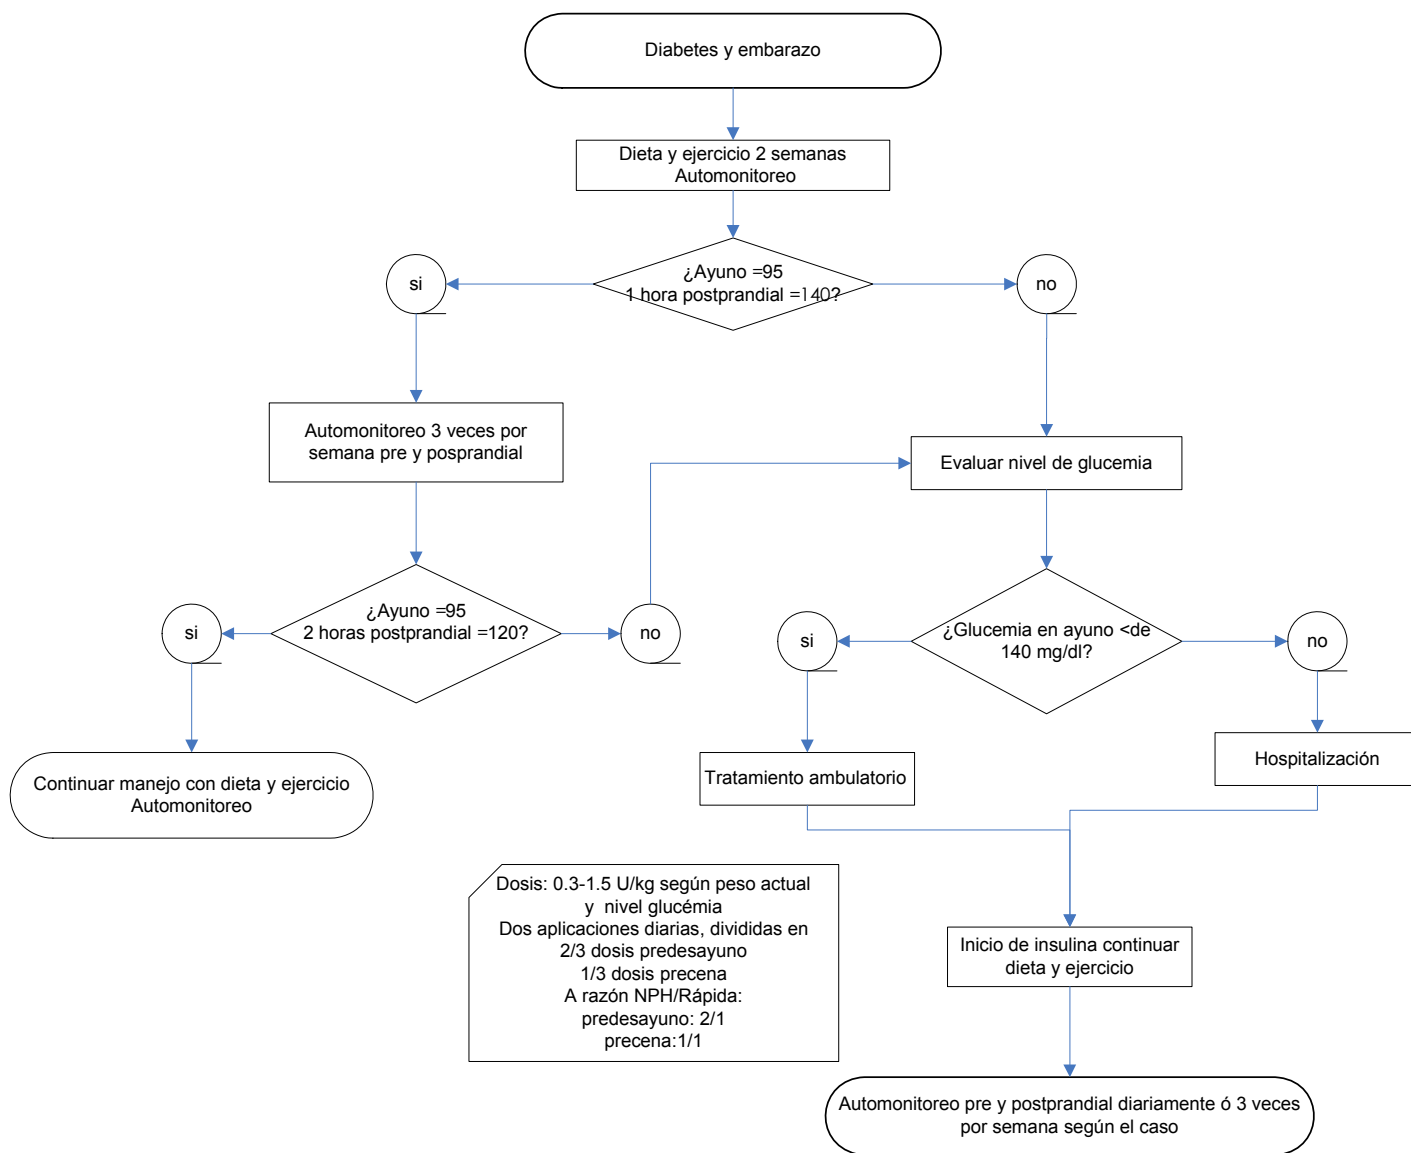 Diabetes y embarazo
Dieta y ejercicio 2 semanas
Automonitoreo
¿Ayuno =95
1 hora postprandial =140?
si
no
Automonitoreo 3 veces por
semana pre y posprandial
Evaluar nivel de glucemia
¿Ayuno =95
2 horas postprandial =120?
si
no
¿Glucemia en ayuno <de
140 mg/dl?
si
no
Continuar manejo con dieta y ejercicio
Automonitoreo
Tratamiento ambulatorio
Hospitalización
Dosis: 0.3-1.5 U/kg según peso actual
y nivel glucémia
Dos aplicaciones diarias, divididas en
2/3 dosis predesayuno
1/3 dosis precena
A razón NPH/Rápida:
predesayuno: 2/1
precena:1/1
Inicio de insulina continuar
dieta y ejercicio
Automonitoreo pre y postprandial diariamente ó 3 veces
por semana según el caso